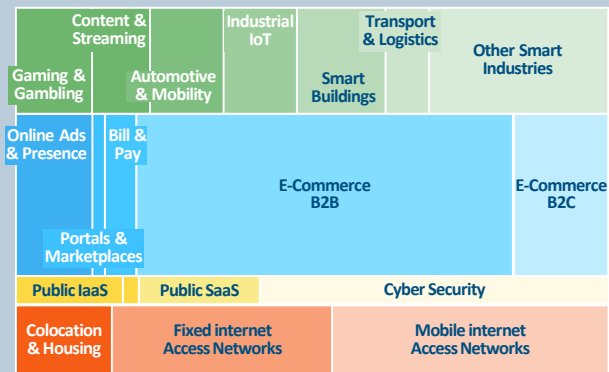 Content &
Streaming
Industrial
IoT
Transport
& Logistics
Other Smart
Industries
Gaming &
Gambling
Automotive
& Mobility
Smart
Buildings
Online Ads
& Presence
Bill &
Pay
E-Commerce
B2B
E-Commerce
B2C
Portals &
Marketplaces
Public IaaS
Public SaaS
Cyber Security
Colocation
& Housing
Fixed internet
Access Networks
Mobile internet
Access Networks